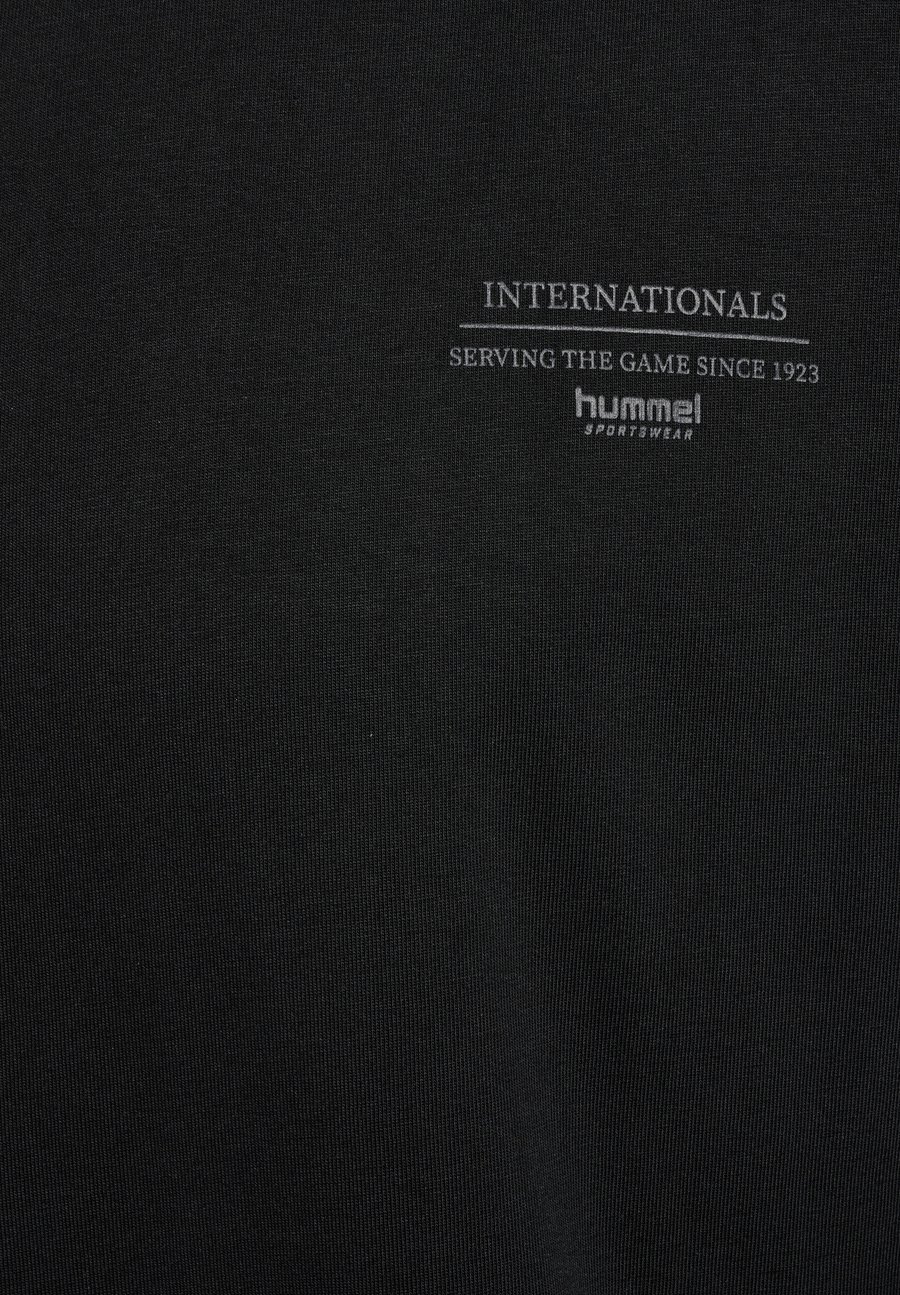 INTERNATIONALS
SERVING THE GAME SINCE 1923
hummel
SPORTSWEAR